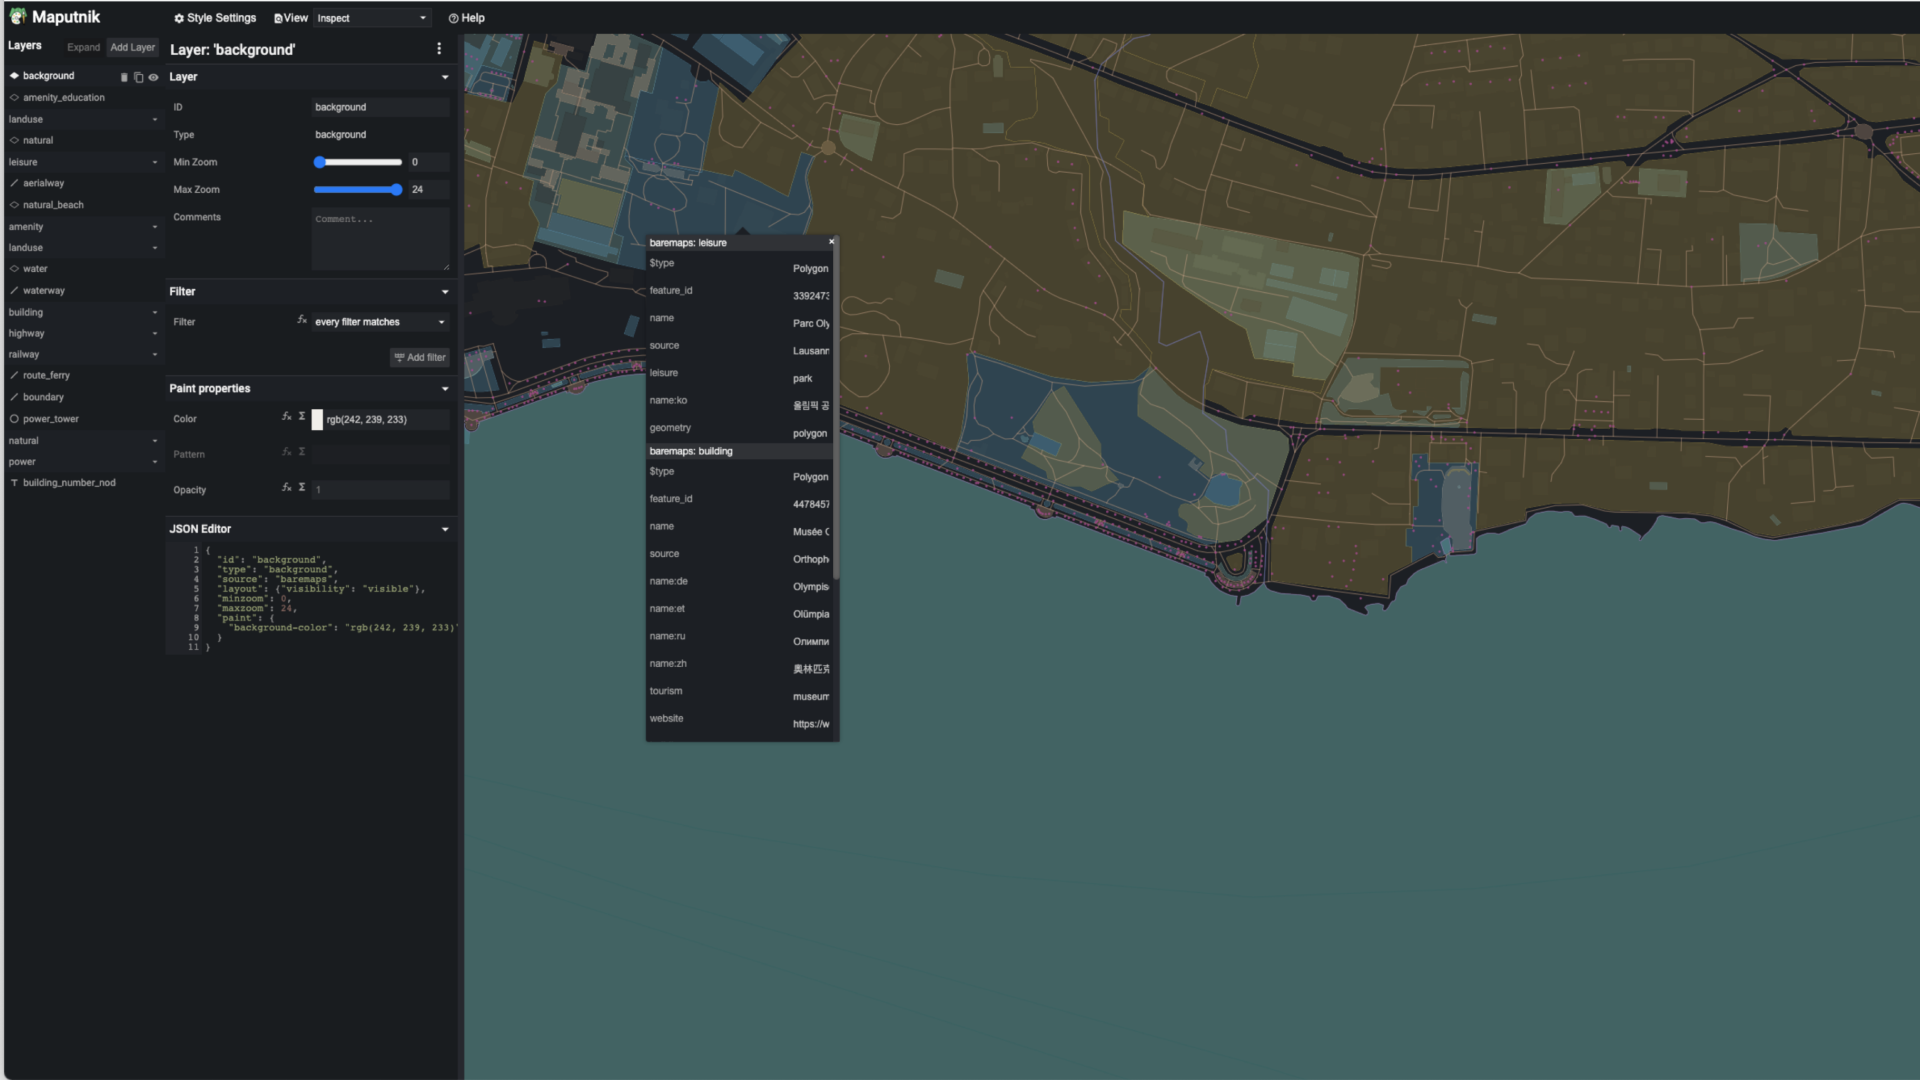 Maputnik
Style Settings
View
Inspect
Help
Layers
Expand
Add Layer
background
amenity_education
landuse
natural
leisure
aerialway
natural_beach
amenity
landuse
water
waterway
building
highway
railway
route_ferry
boundary
power_tower
natural
power
building_number_nod
Layer: 'background'
Layer
ID background
Type background
Min Zoom 0
Max Zoom 24
Comments Comment...
Filter
Filter every filter matches
Add filter
Paint properties
Color rgb(242, 239, 233)
Pattern
Opacity 1
JSON Editor
1 {
2 "id": "background",
3 "type": "background",
4 "source": "baremaps",
5 "layout": {"visibility": "visible"},
6 "minzoom": 0,
7 "maxzoom": 24,
8 "paint": {
9 "background-color": "rgb(242, 239, 233)"
10 }
11 }
baremaps: leisure ×
$type Polygon
feature_id 3392473
name Parc Oly
source Lausann
leisure park
name:ko 올림픽 공
geometry polygon
baremaps: building
$type Polygon
feature_id 4478457
name Musée
source Orthoph
name:de Olympis
name:et Olümpia
name:ru Олимпи
name:zh 奥林匹克
tourism museum
website https://w